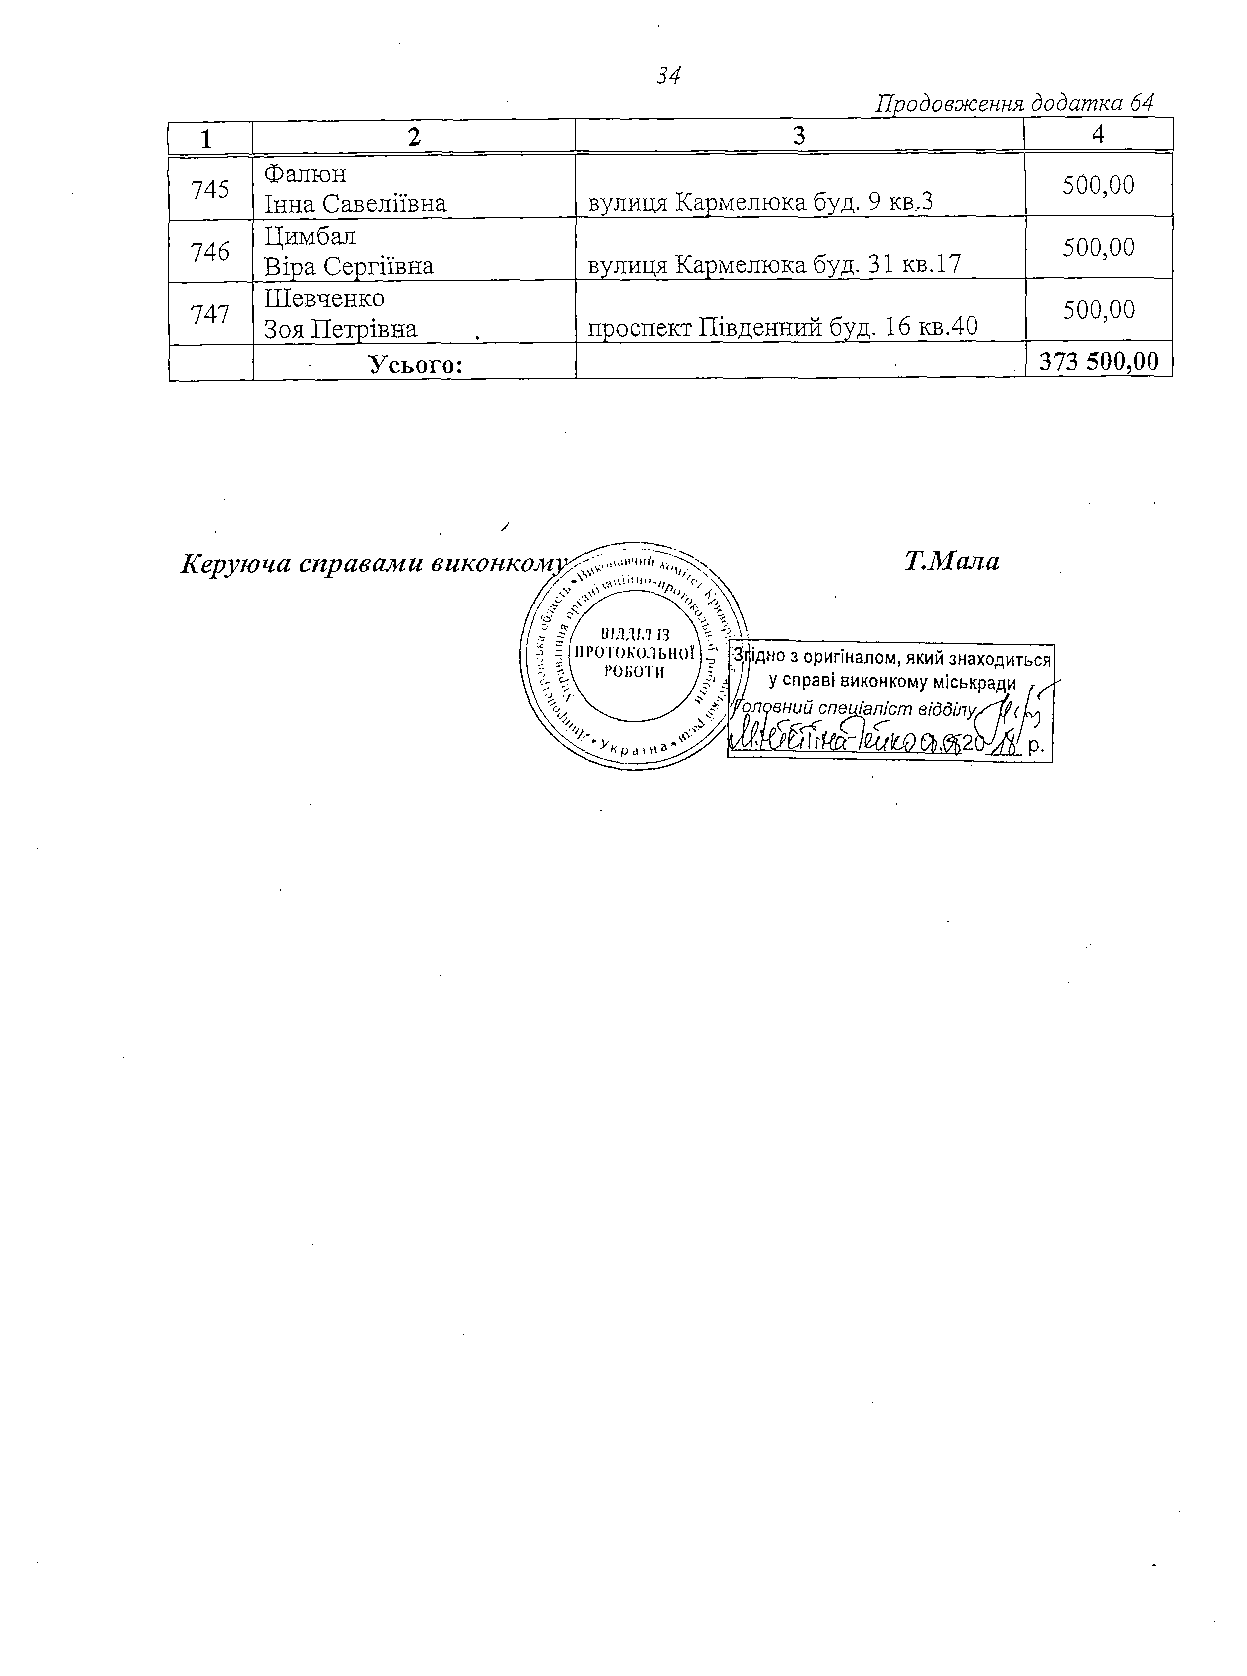 34
Продовження додатка 64
1 2 3 4
745 Фалюн
Інна Савеліївна вулиця Кармелюка буд. 9 кв.3 500,00
746 Цимбал
Віра Сергіївна вулиця Кармелюка буд. 31 кв.17 500,00
747 Шевченко
Зоя Петрівна проспект Південний буд. 16 кв.40 500,00
Усього: 373 500,00
Керуюча справами виконкому Т.Мала
ВІДДІЛ ІЗ
ПРОТОКОЛЬНОЇ
РОБОТИ
Україна
Згідно з оригіналом, який знаходиться
у справі виконкому міськради
Головний спеціаліст відділу
20 р.